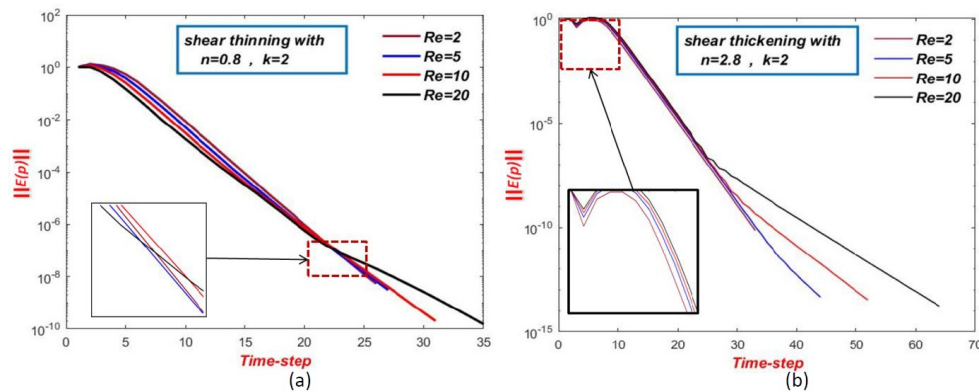 shear thinning with
n=0.8 , k=2
Re=2
Re=5
Re=10
Re=20
10^2
10^0
10^-2
10^-4
10^-6
10^-8
10^-10
||E(p)||
0 5 10 15 20 25 30 35
Time-step
(a)
shear thickening with
n=2.8 , k=2
Re=2
Re=5
Re=10
Re=20
10^0
10^-5
10^-10
10^-15
||E(p)||
0 10 20 30 40 50 60 70
Time-step
(b)